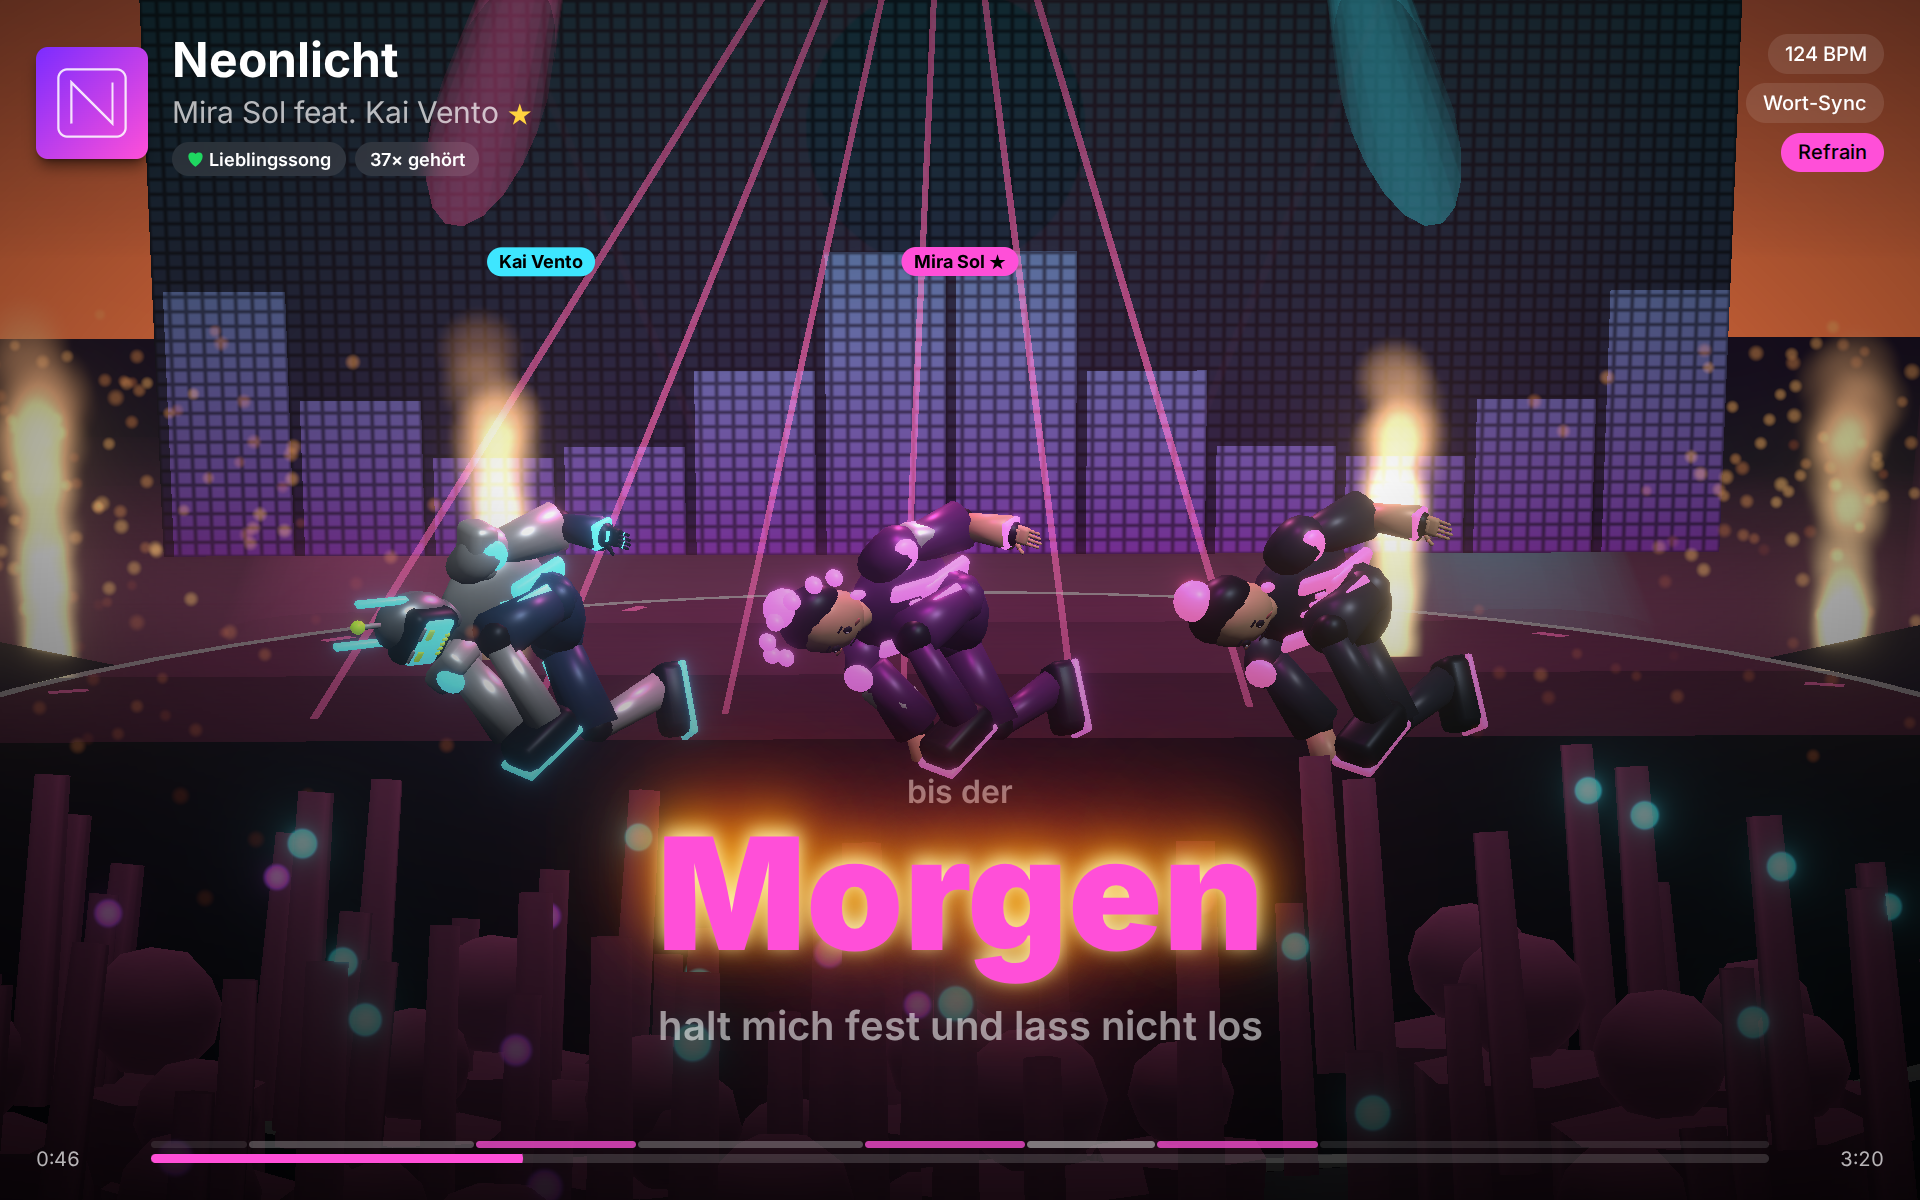 N
Neonlicht
Mira Sol feat. Kai Vento ★
Lieblingssong
37× gehört
124 BPM
Wort-Sync
Refrain
Kai Vento
Mira Sol ★
bis der
Morgen
halt mich fest und lass nicht los
0:46
3:20